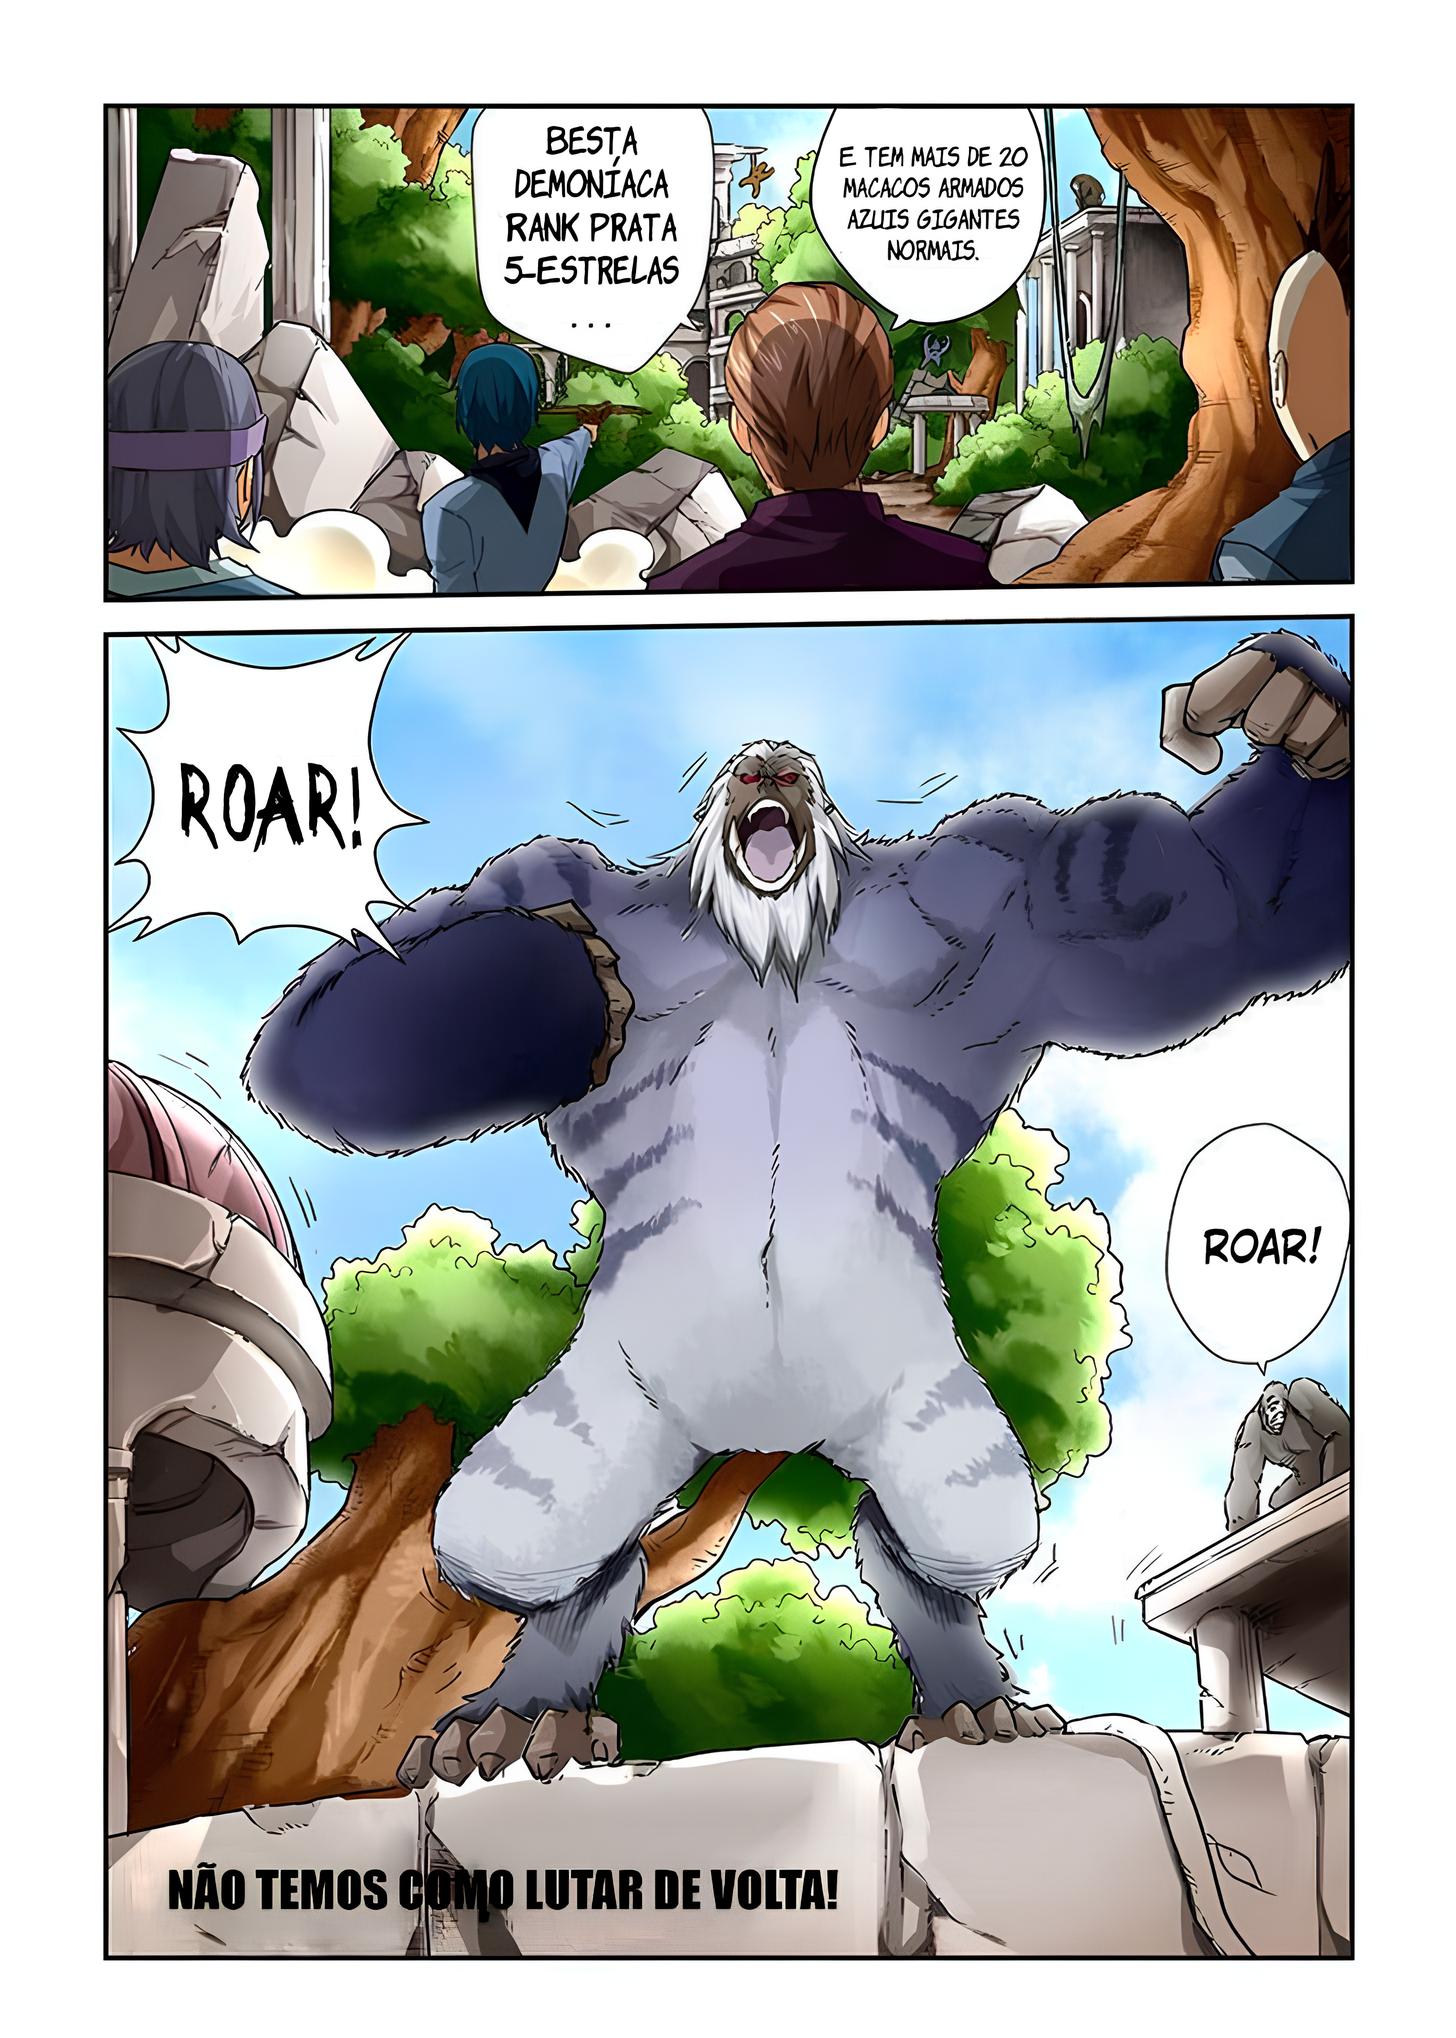 BESTA
DEMONÍACA
RANK PRATA
5-ESTRELAS
...
E TEM MAIS DE 20
MACACOS ARMADOS
AZUIS GIGANTES
NORMAIS.
ROAR!
ROAR!
NÃO TEMOS COMO LUTAR DE VOLTA!